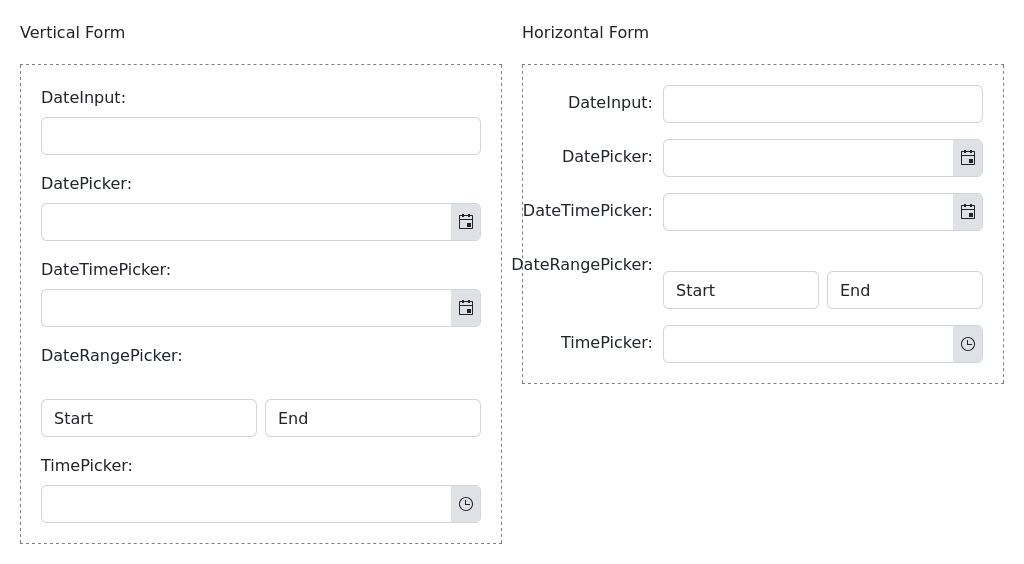 Vertical Form
DateInput:
DatePicker:
DateTimePicker:
DateRangePicker:
Start End
TimePicker:
Horizontal Form
DateInput:
DatePicker:
DateTimePicker:
DateRangePicker:
Start End
TimePicker: